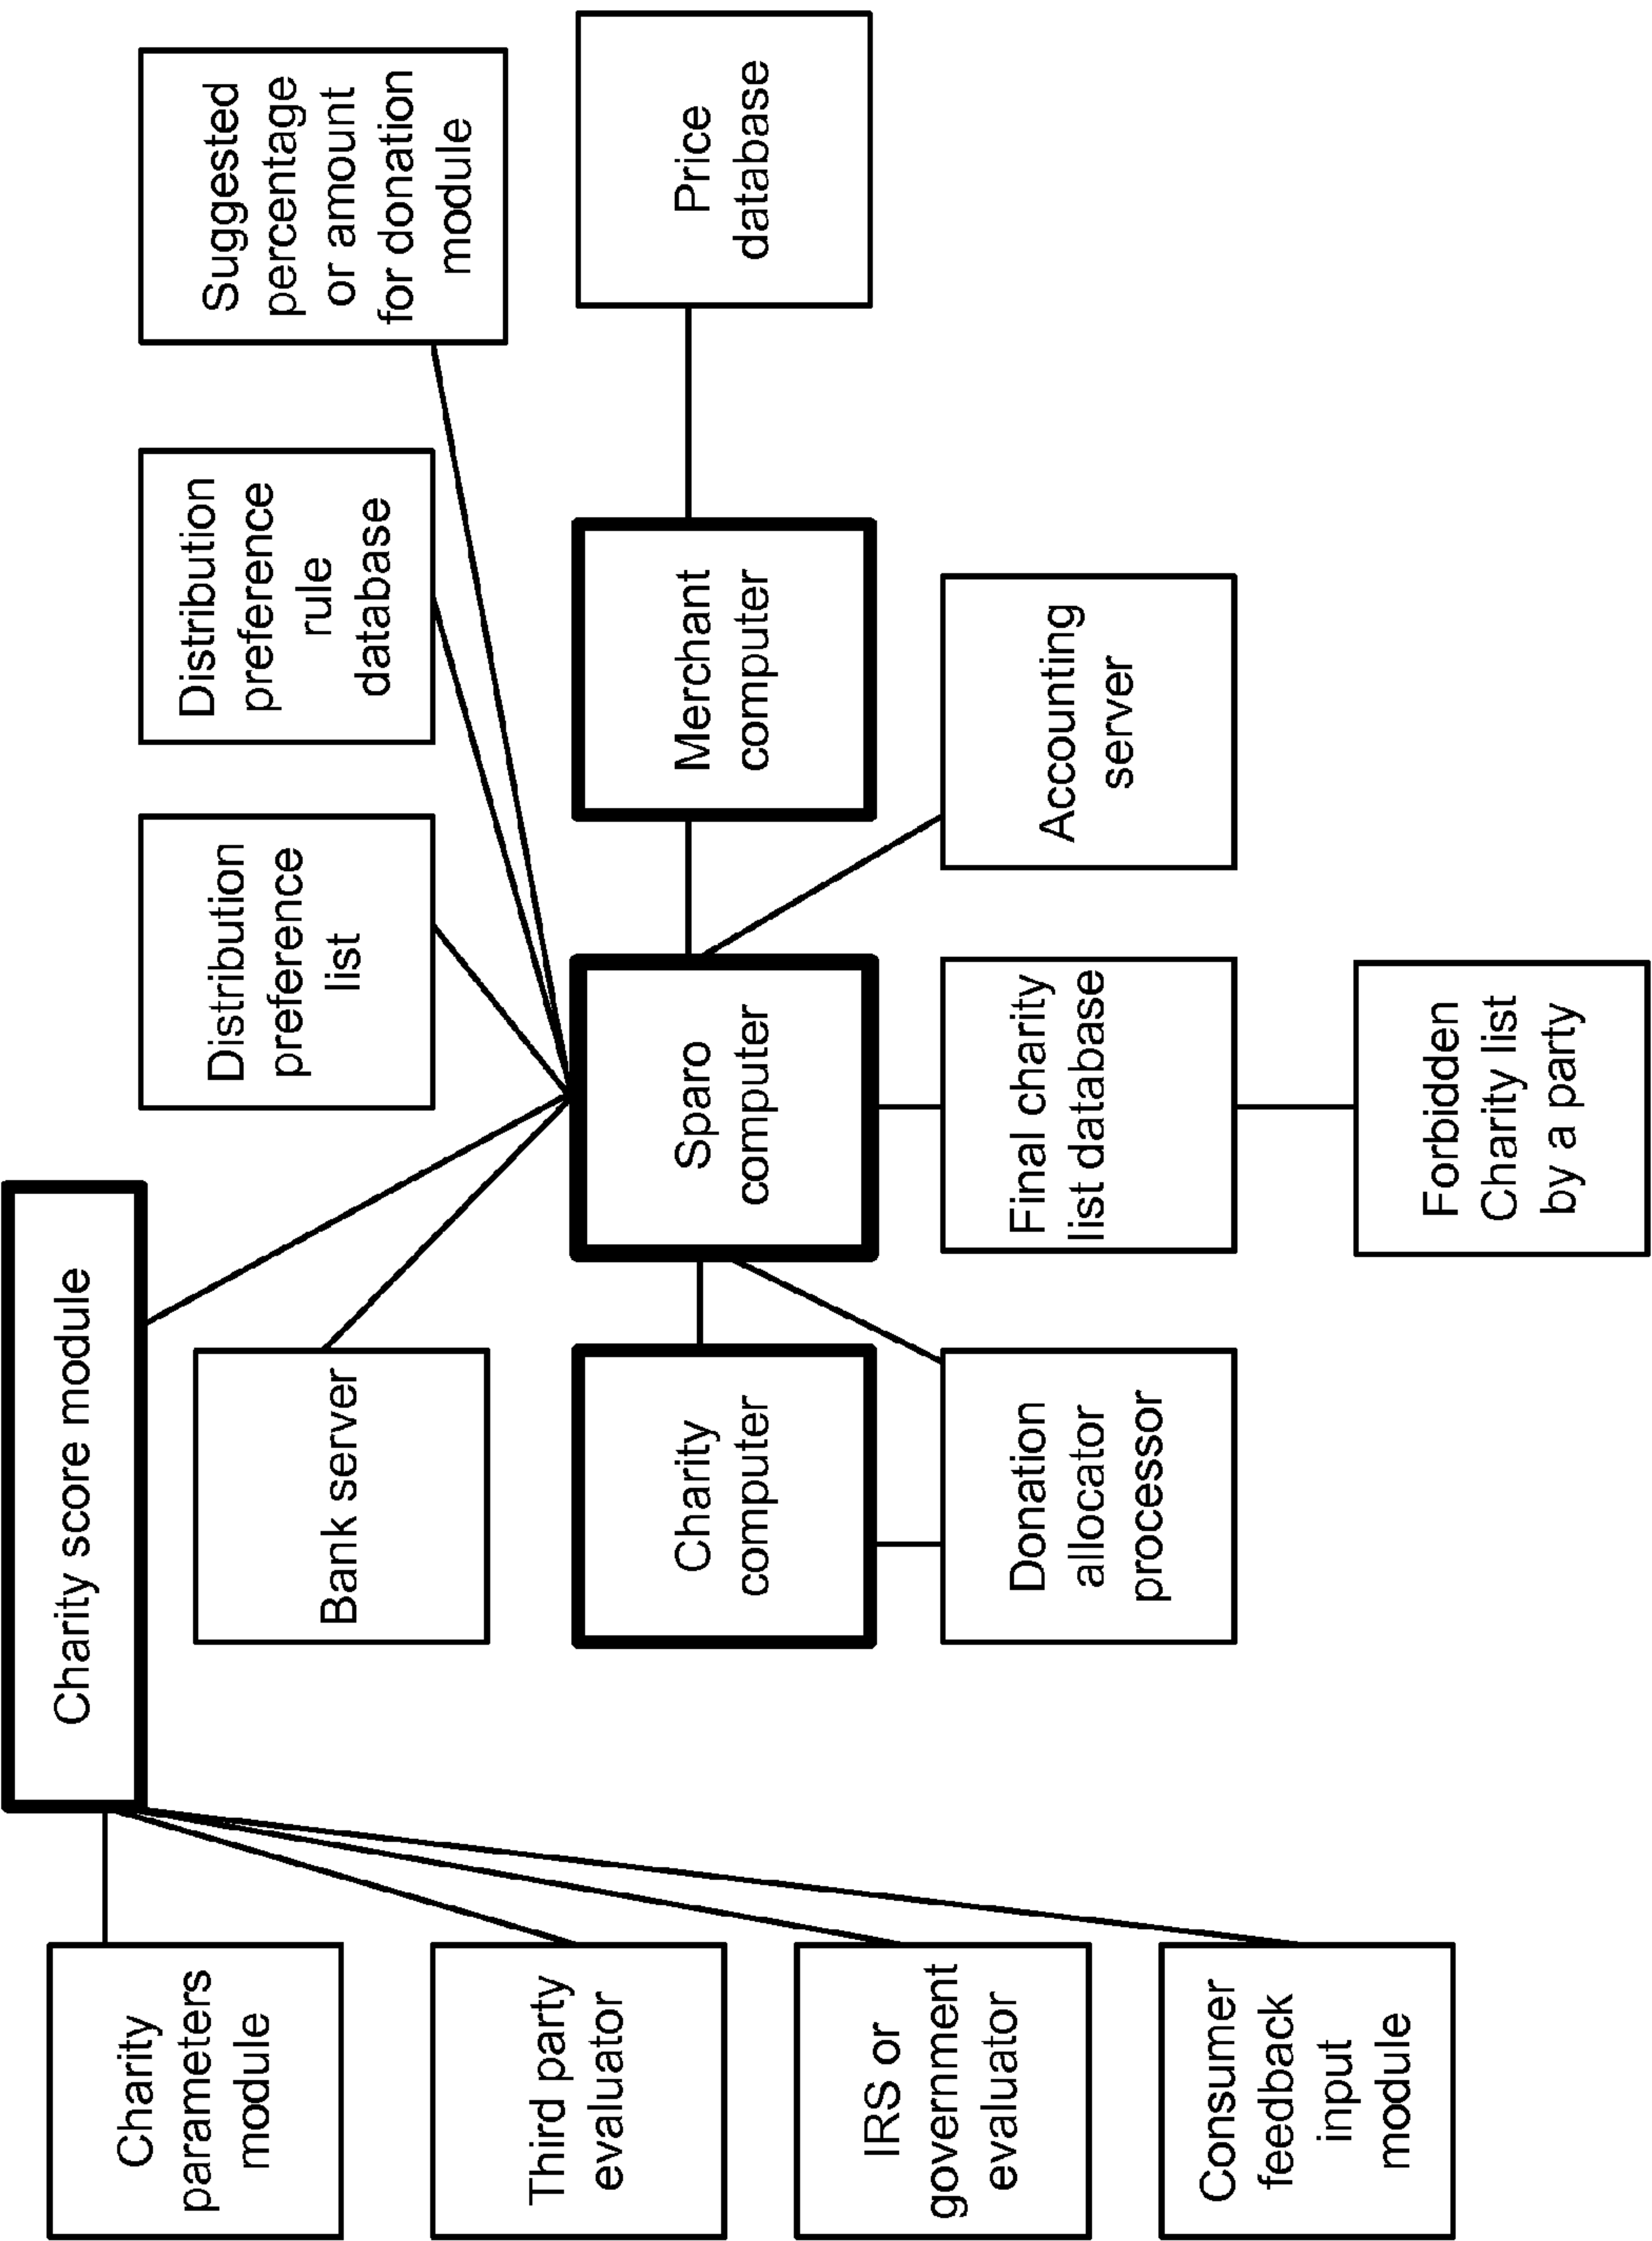 Charity score module
Charity
parameters
module
Third party
evaluator
IRS or
government
evaluator
Consumer
feedback
input
module
Bank server
Distribution
preference
list
Distribution
preference
rule
database
Suggested
percentage
or amount
for donation
module
Charity
computer
Sparo
computer
Merchant
computer
Price
database
Donation
allocator
processor
Final charity
list database
Accounting
server
Forbidden
Charity list
by a party